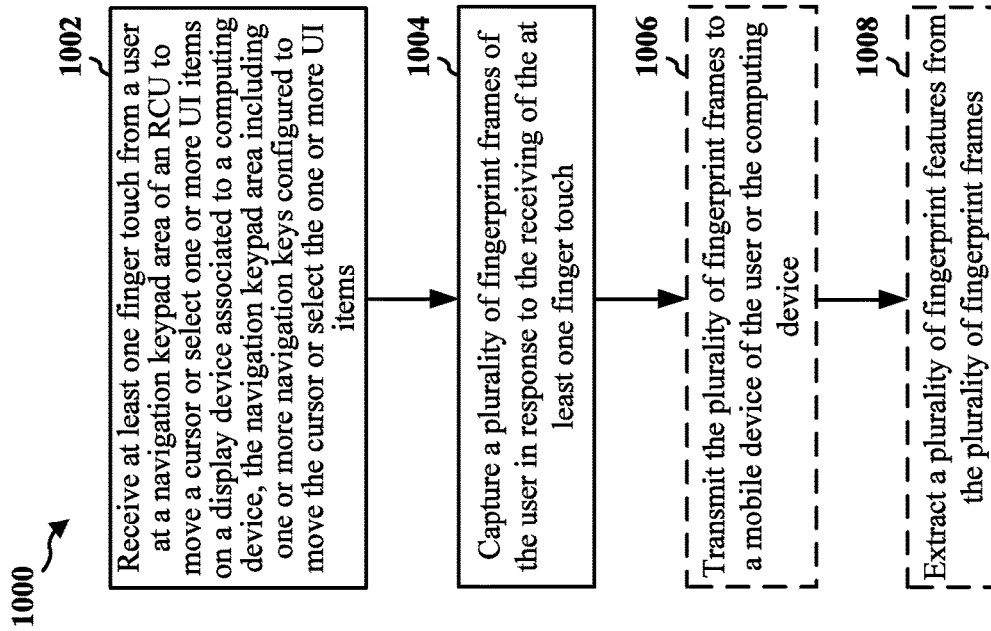 1000
1002
Receive at least one finger touch from a user
at a navigation keypad area of an RCU to
move a cursor or select one or more UI items
on a display device associated to a computing
device, the navigation keypad area including
one or more navigation keys configured to
move the cursor or select the one or more UI
items
1004
Capture a plurality of fingerprint frames of
the user in response to the receiving of the at
least one finger touch
1006
Transmit the plurality of fingerprint frames to
a mobile device of the user or the computing
device
1008
Extract a plurality of fingerprint features from
the plurality of fingerprint frames